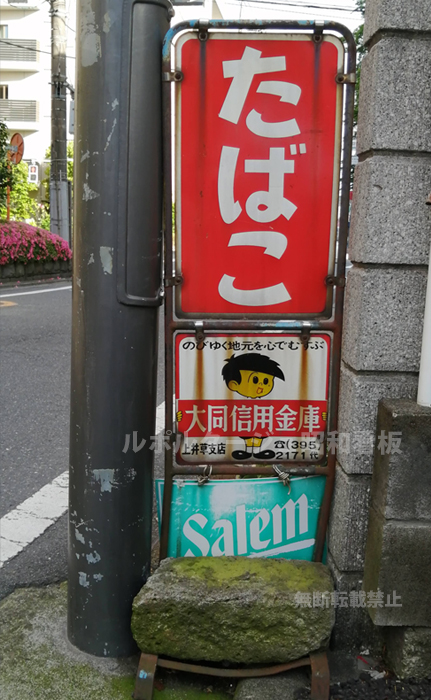 たばこ
のびゆく地元を心でむすぶ
大同信用金庫
上井草支店
☎(395)
2171代
Salem
無断転載禁止